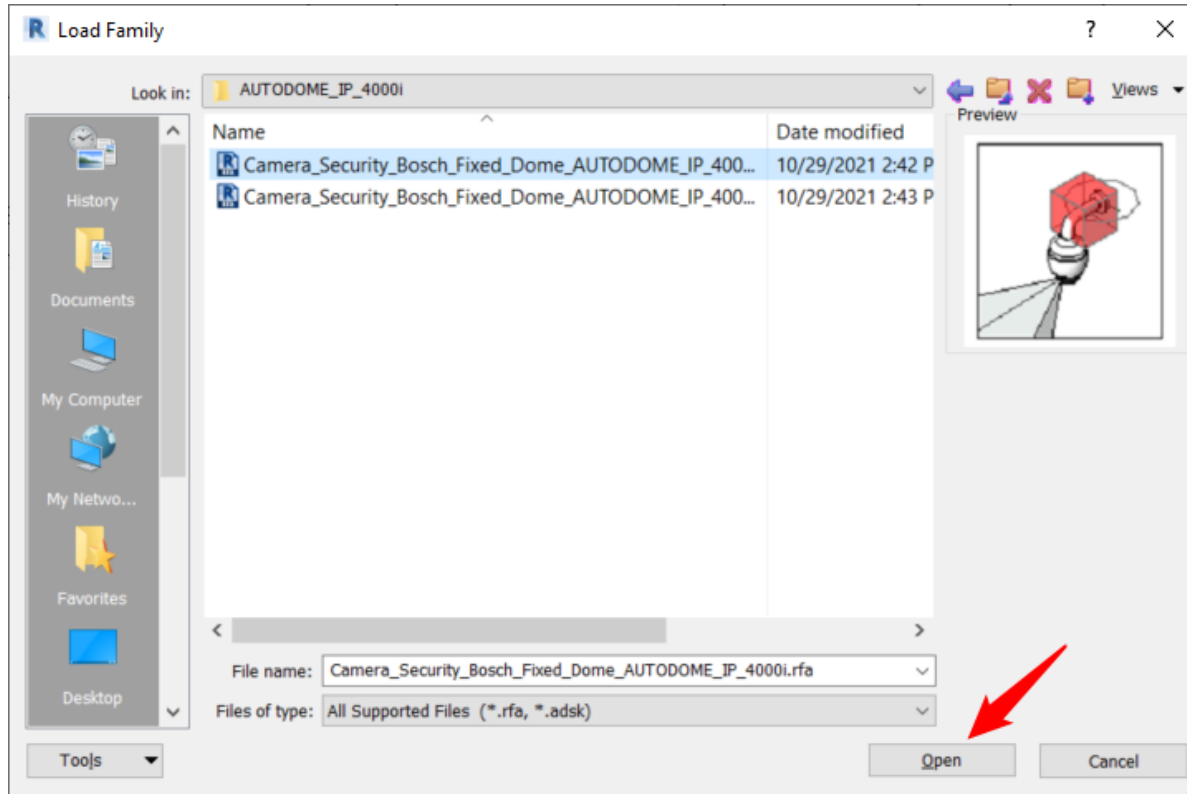 Load Family
?
Look in: AUTODOME_IP_4000i
Views
Preview
Name Date modified
Camera_Security_Bosch_Fixed_Dome_AUTODOME_IP_400... 10/29/2021 2:42 P
Camera_Security_Bosch_Fixed_Dome_AUTODOME_IP_400... 10/29/2021 2:43 P
History
Documents
My Computer
My Netwo...
Favorites
Desktop
File name: Camera_Security_Bosch_Fixed_Dome_AUTODOME_IP_4000i.rfa
Files of type: All Supported Files (*.rfa, *.adsk)
Tools
Open
Cancel